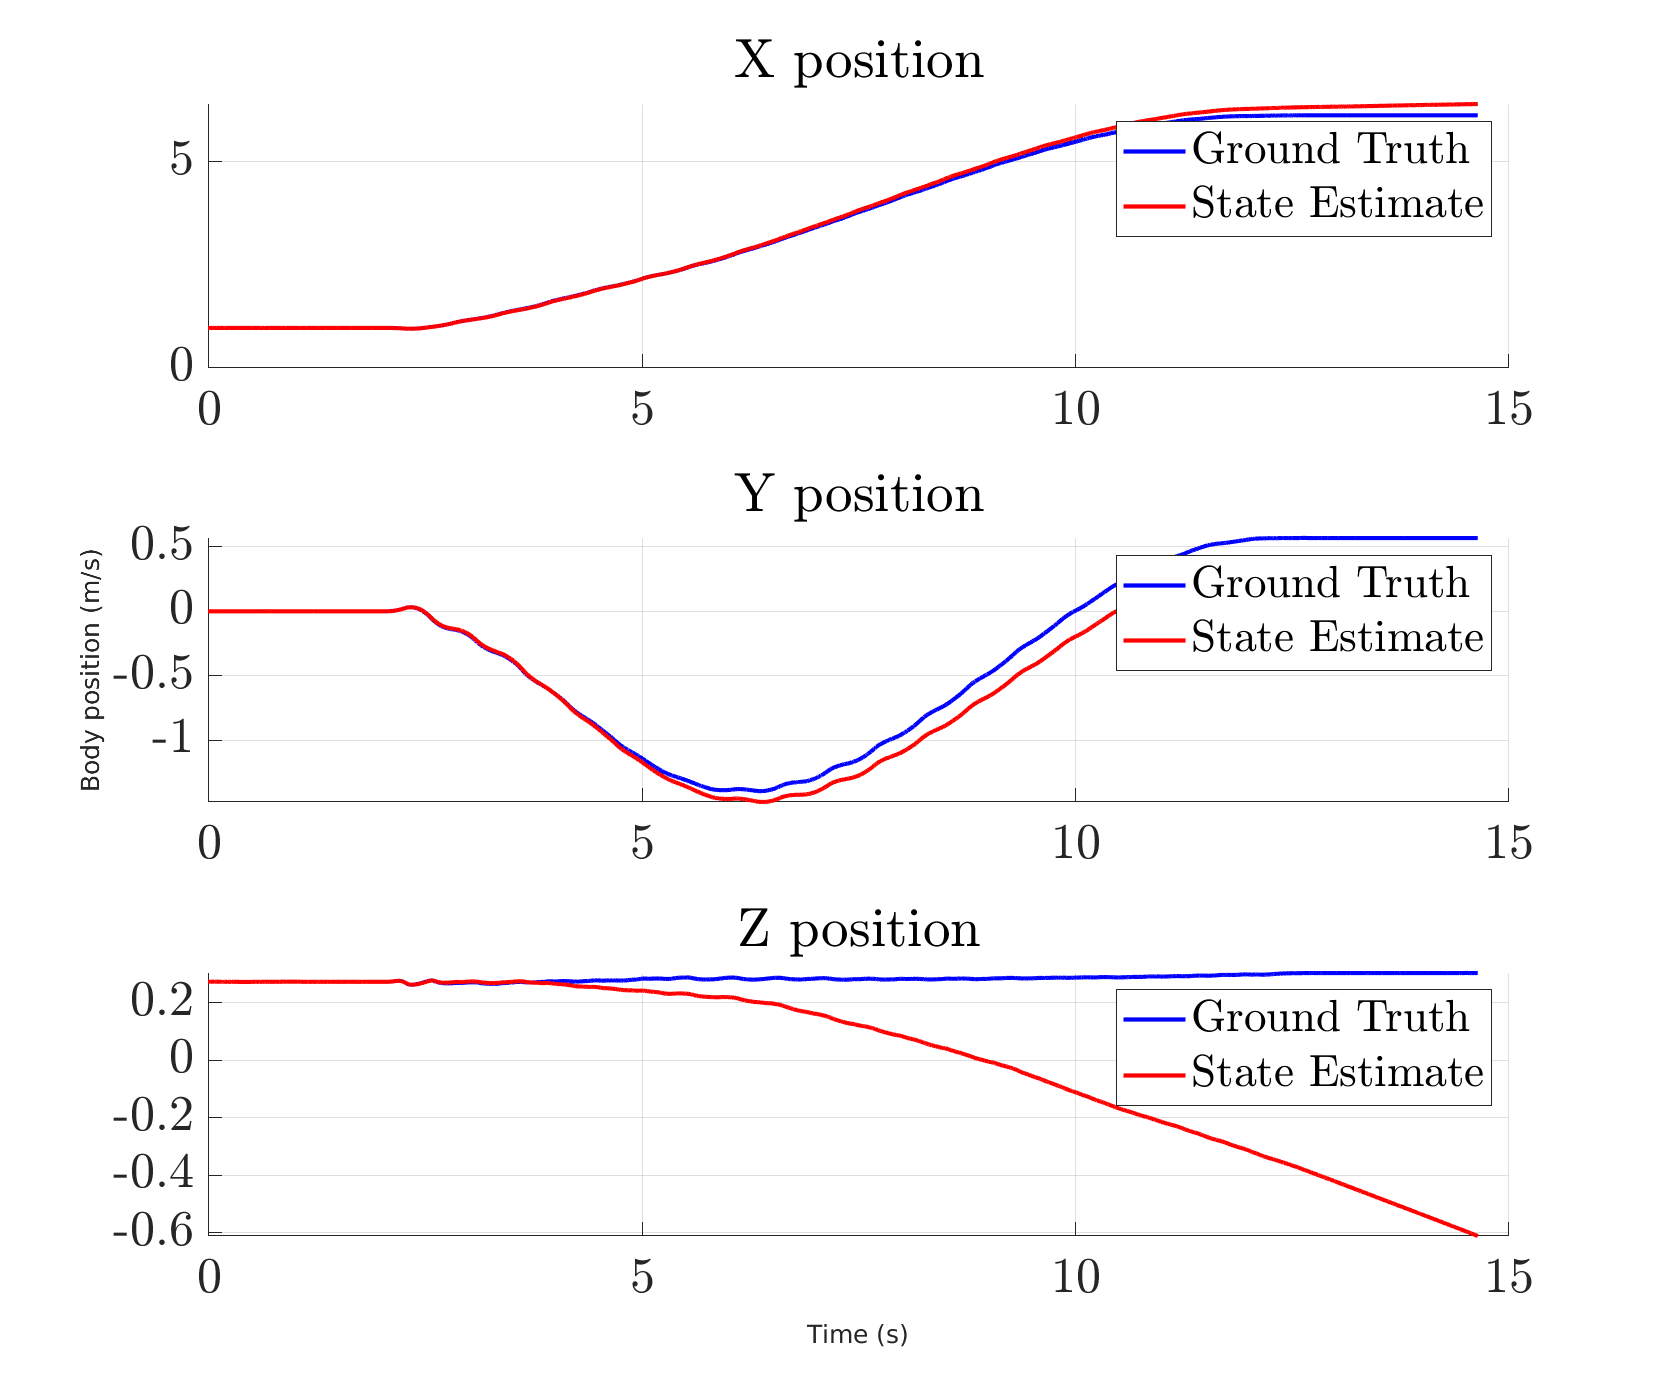 X position
5
0
0 5 10 15
Ground Truth
State Estimate
Y position
Body position (m/s)
0.5
0
-0.5
-1
0 5 10 15
Ground Truth
State Estimate
Z position
0.2
0
-0.2
-0.4
-0.6
0 5 10 15
Ground Truth
State Estimate
Time (s)